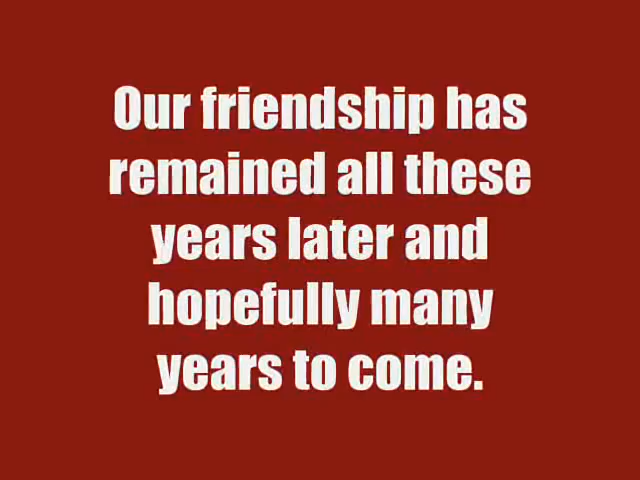 Our friendship has
remained all these
years later and
hopefully many
years to come.